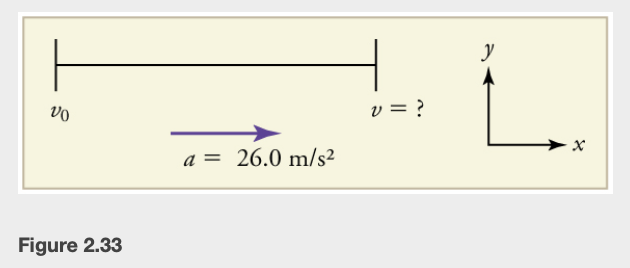 y
v₀
v = ?
x
a = 26.0 m/s²
Figure 2.33